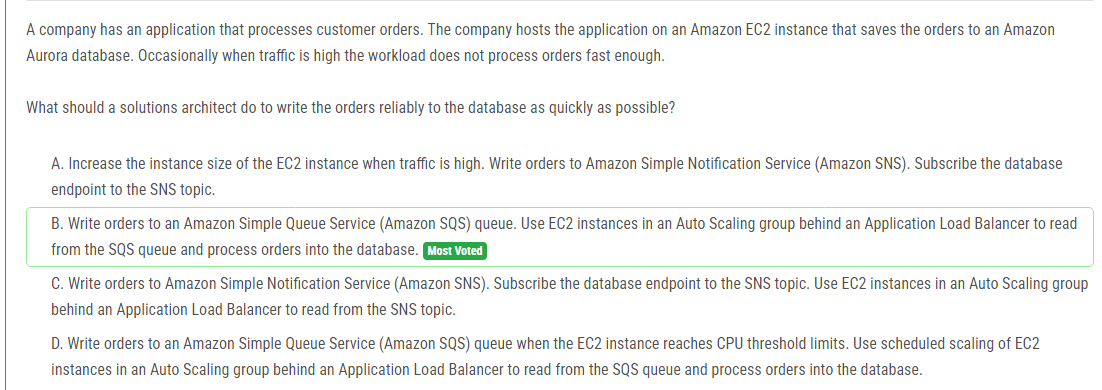 A company has an application that processes customer orders. The company hosts the application on an Amazon EC2 instance that saves the orders to an Amazon
Aurora database. Occasionally when traffic is high the workload does not process orders fast enough.
What should a solutions architect do to write the orders reliably to the database as quickly as possible?
A. Increase the instance size of the EC2 instance when traffic is high. Write orders to Amazon Simple Notification Service (Amazon SNS). Subscribe the database
endpoint to the SNS topic.
B. Write orders to an Amazon Simple Queue Service (Amazon SQS) queue. Use EC2 instances in an Auto Scaling group behind an Application Load Balancer to read
from the SQS queue and process orders into the database. Most Voted
C. Write orders to Amazon Simple Notification Service (Amazon SNS). Subscribe the database endpoint to the SNS topic. Use EC2 instances in an Auto Scaling group
behind an Application Load Balancer to read from the SNS topic.
D. Write orders to an Amazon Simple Queue Service (Amazon SQS) queue when the EC2 instance reaches CPU threshold limits. Use scheduled scaling of EC2
instances in an Auto Scaling group behind an Application Load Balancer to read from the SQS queue and process orders into the database.